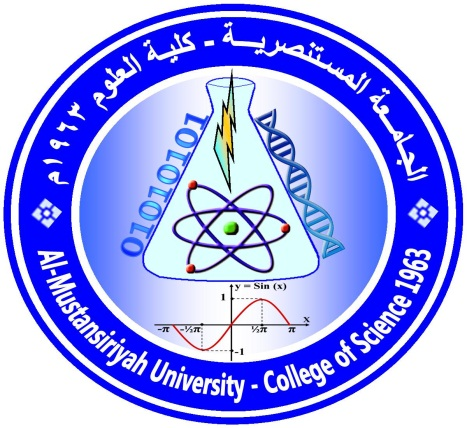 الجامعة المستنصرية - كلية العلوم ١٩٦٣م
01010101
y = Sin (x)
1
x
-π
-½π
½π
π
-1
Al-Mustansiriyah University - College of Science 1963